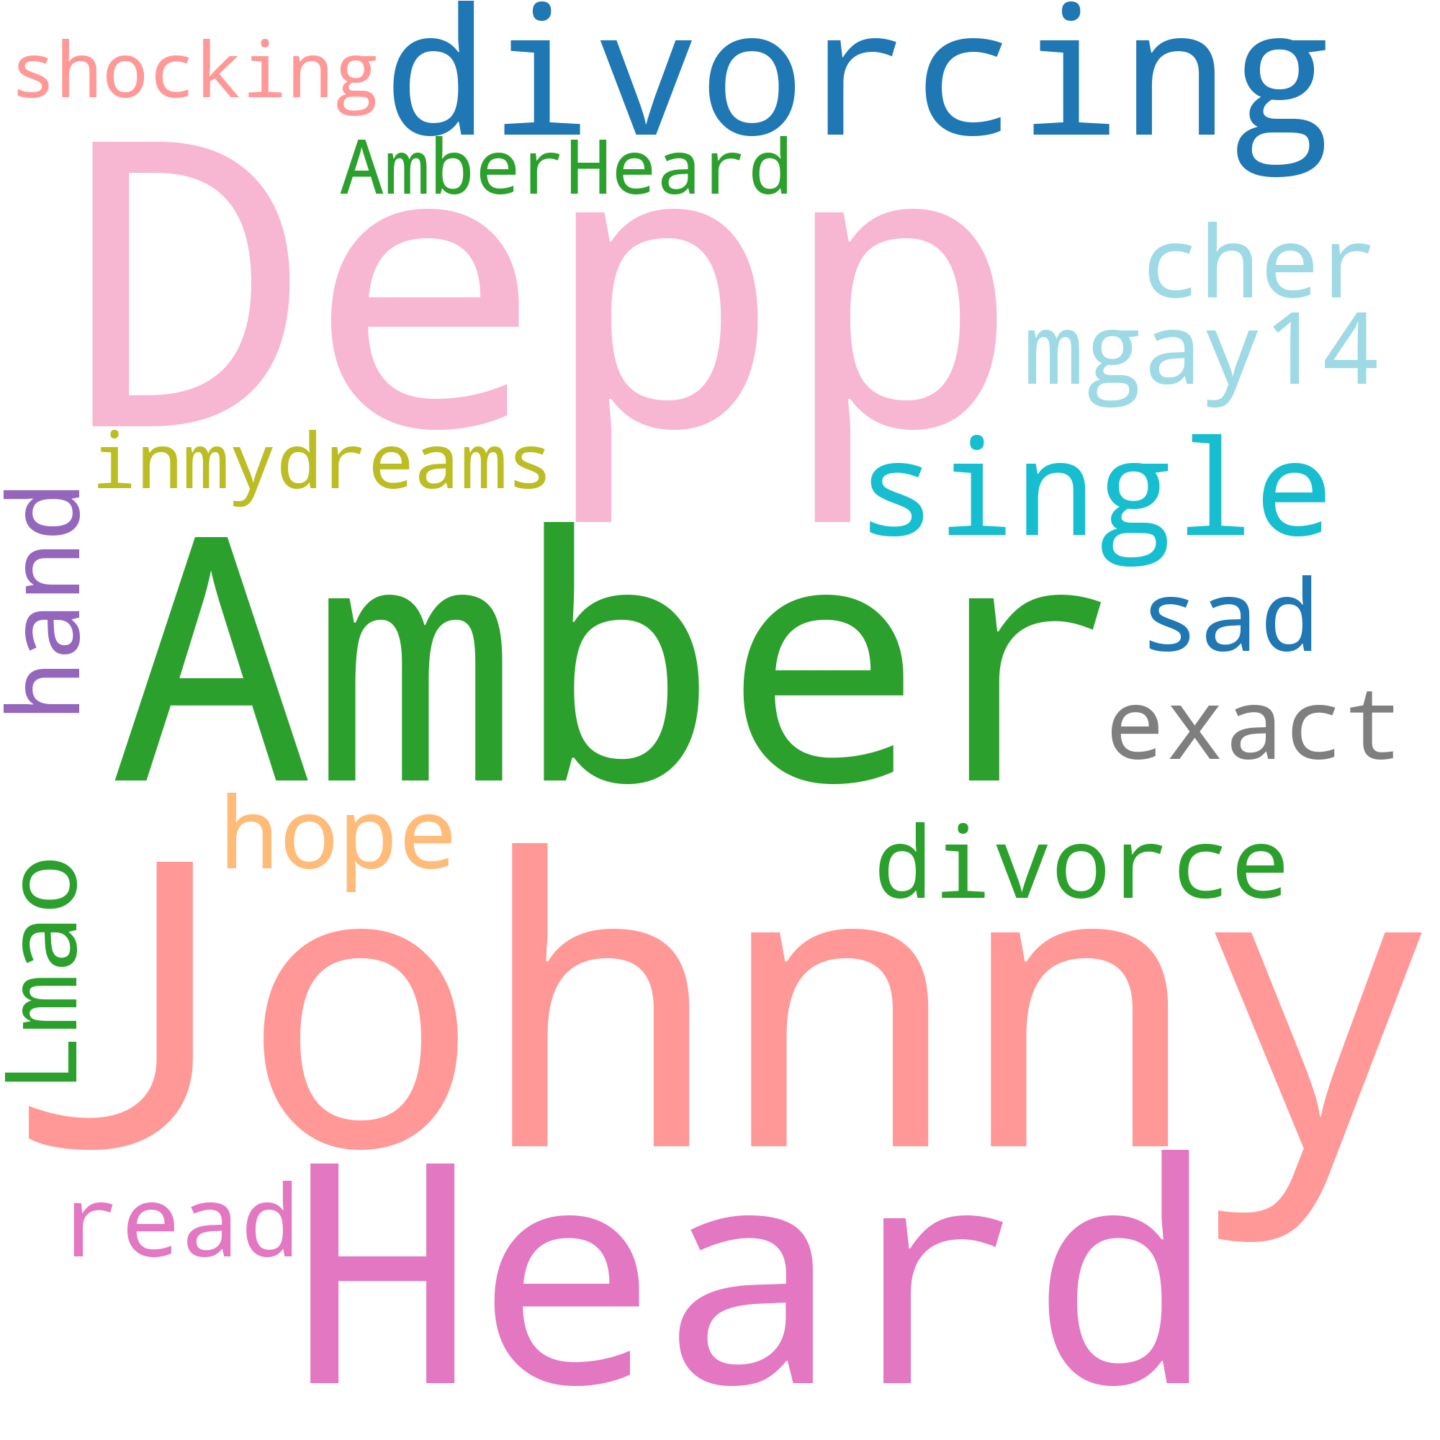 shocking divorcing
AmberHeard
Depp
cher
mgay14
inmydreams
single
hand
Amber
sad
exact
hope
divorce
Lmao
Johnny
read
Heard